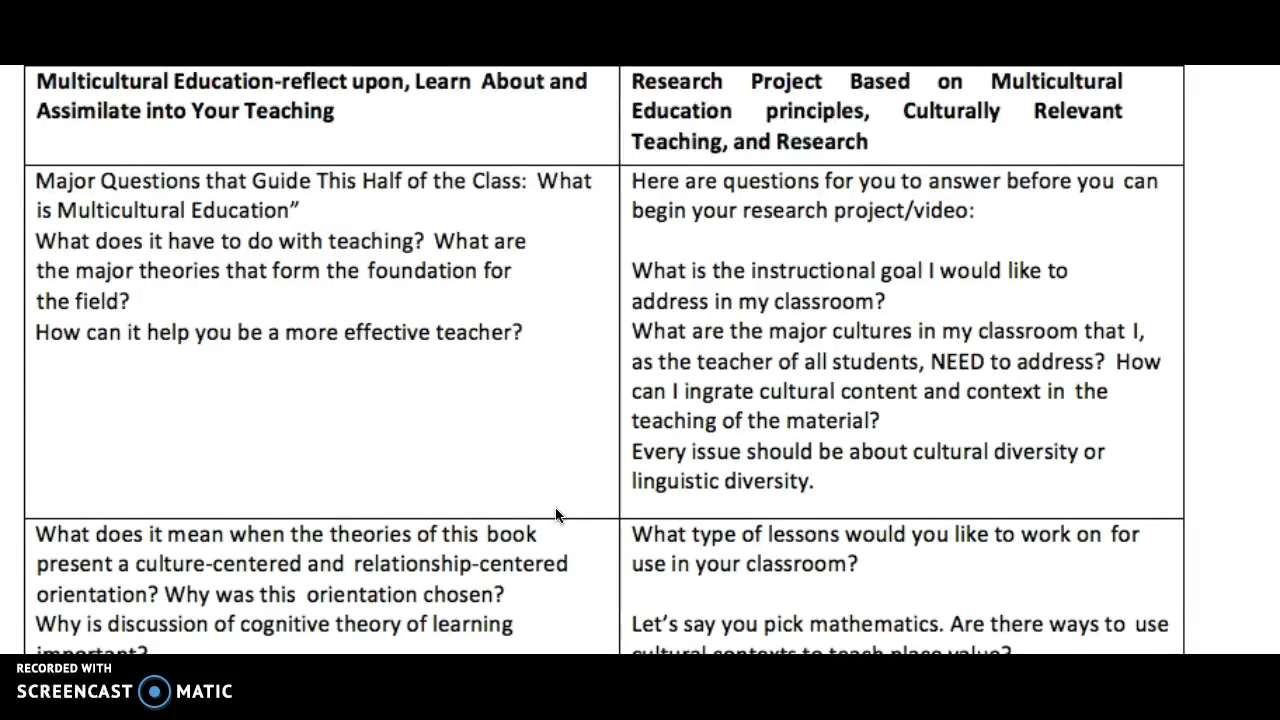 Multicultural Education-reflect upon, Learn About and
Assimilate into Your Teaching
Research Project Based on Multicultural
Education principles, Culturally Relevant
Teaching, and Research
Major Questions that Guide This Half of the Class: What
is Multicultural Education”
What does it have to do with teaching? What are
the major theories that form the foundation for
the field?
How can it help you be a more effective teacher?
Here are questions for you to answer before you can
begin your research project/video:
What is the instructional goal I would like to
address in my classroom?
What are the major cultures in my classroom that I,
as the teacher of all students, NEED to address? How
can I ingrate cultural content and context in the
teaching of the material?
Every issue should be about cultural diversity or
linguistic diversity.
What does it mean when the theories of this book
present a culture-centered and relationship-centered
orientation? Why was this orientation chosen?
Why is discussion of cognitive theory of learning
important?
What type of lessons would you like to work on for
use in your classroom?
Let’s say you pick mathematics. Are there ways to use
cultural contexts to teach place value?
RECORDED WITH
SCREENCAST MATIC